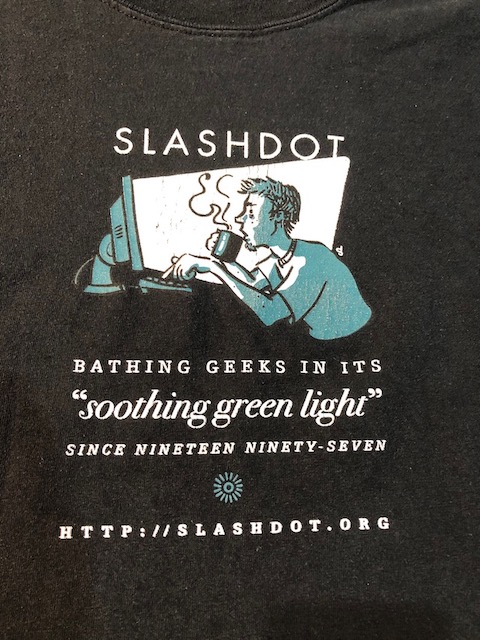 SLASHDOT
BATHING GEEKS IN ITS
“soothing green light”
SINCE NINETEEN NINETY-SEVEN
HTTP://SLASHDOT.ORG